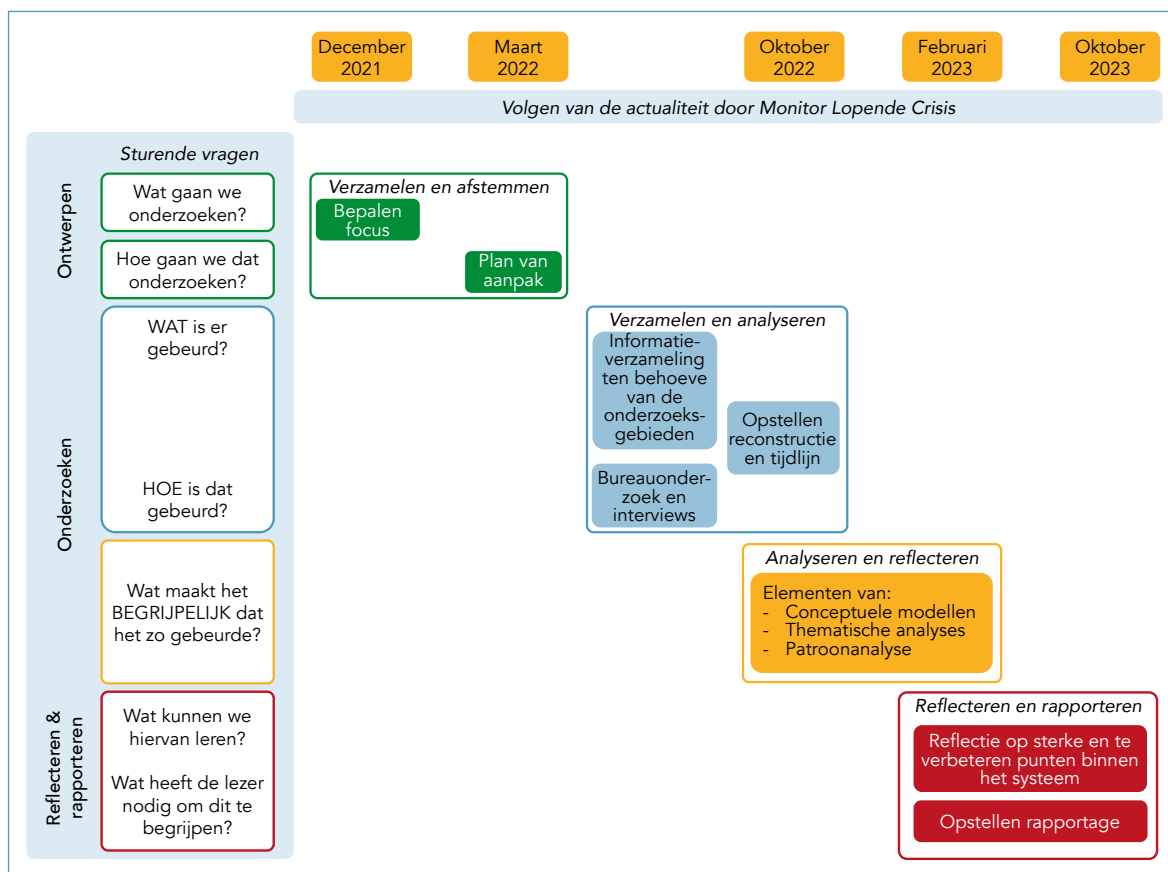 December
2021
Maart
2022
Oktober
2022
Februari
2023
Oktober
2023
Volgen van de actualiteit door Monitor Lopende Crisis
Sturende vragen
Ontwerpen
Wat gaan we
onderzoeken?
Hoe gaan we dat
onderzoeken?
Verzamelen en afstemmen
Bepalen
focus
Plan van
aanpak
Onderzoeken
WAT is er
gebeurd?
HOE is dat
gebeurd?
Verzamelen en analyseren
Informatie-
verzameling
ten behoeve
van de
onderzoeks-
gebieden
Bureauonder-
zoek en
interviews
Opstellen
reconstructie
en tijdlijn
Wat maakt het
BEGRIJPELIJK dat
het zo gebeurde?
Analyseren en reflecteren
Elementen van:
- Conceptuele modellen
- Thematische analyses
- Patroonanalyse
Reflecteren &
rapporteren
Wat kunnen we
hiervan leren?
Wat heeft de lezer
nodig om dit te
begrijpen?
Reflecteren en rapporteren
Reflectie op sterke en te
verbeteren punten binnen
het systeem
Opstellen rapportage